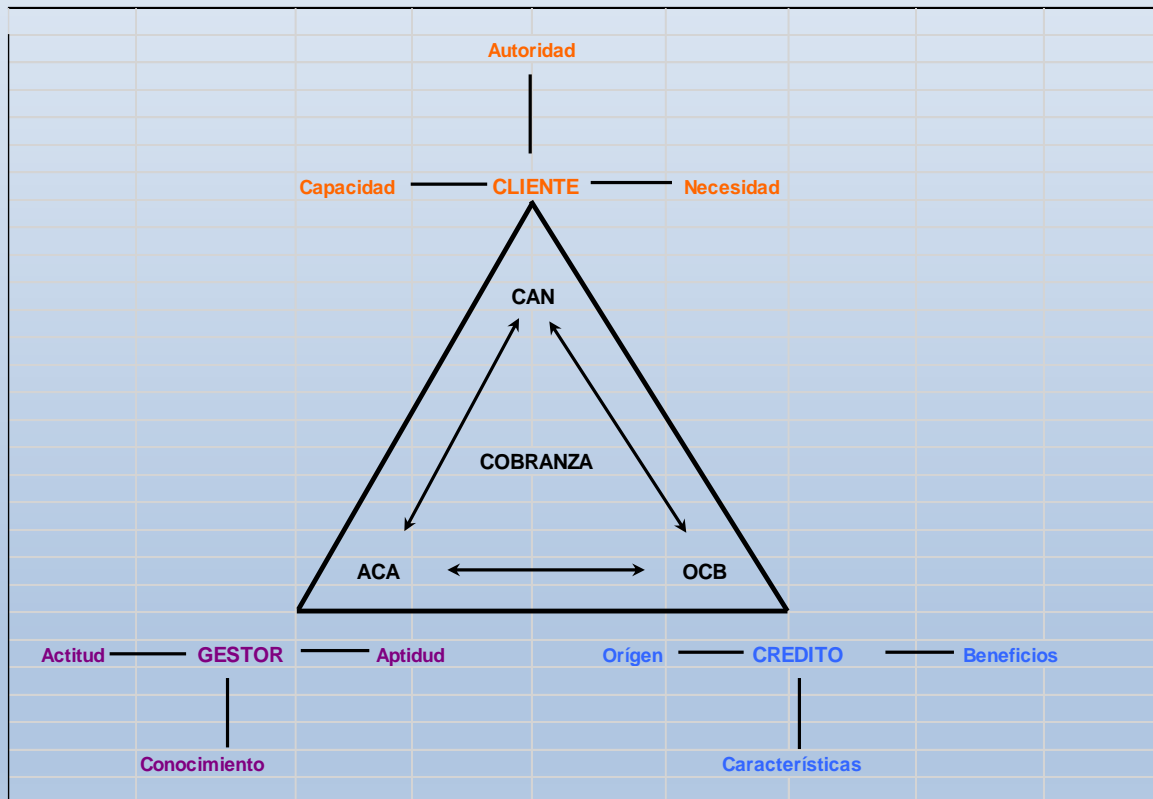 Autoridad
Capacidad CLIENTE Necesidad
CAN
COBRANZA
ACA OCB
Actitud GESTOR Aptidud Orígen CREDITO Beneficios
Conocimiento Características